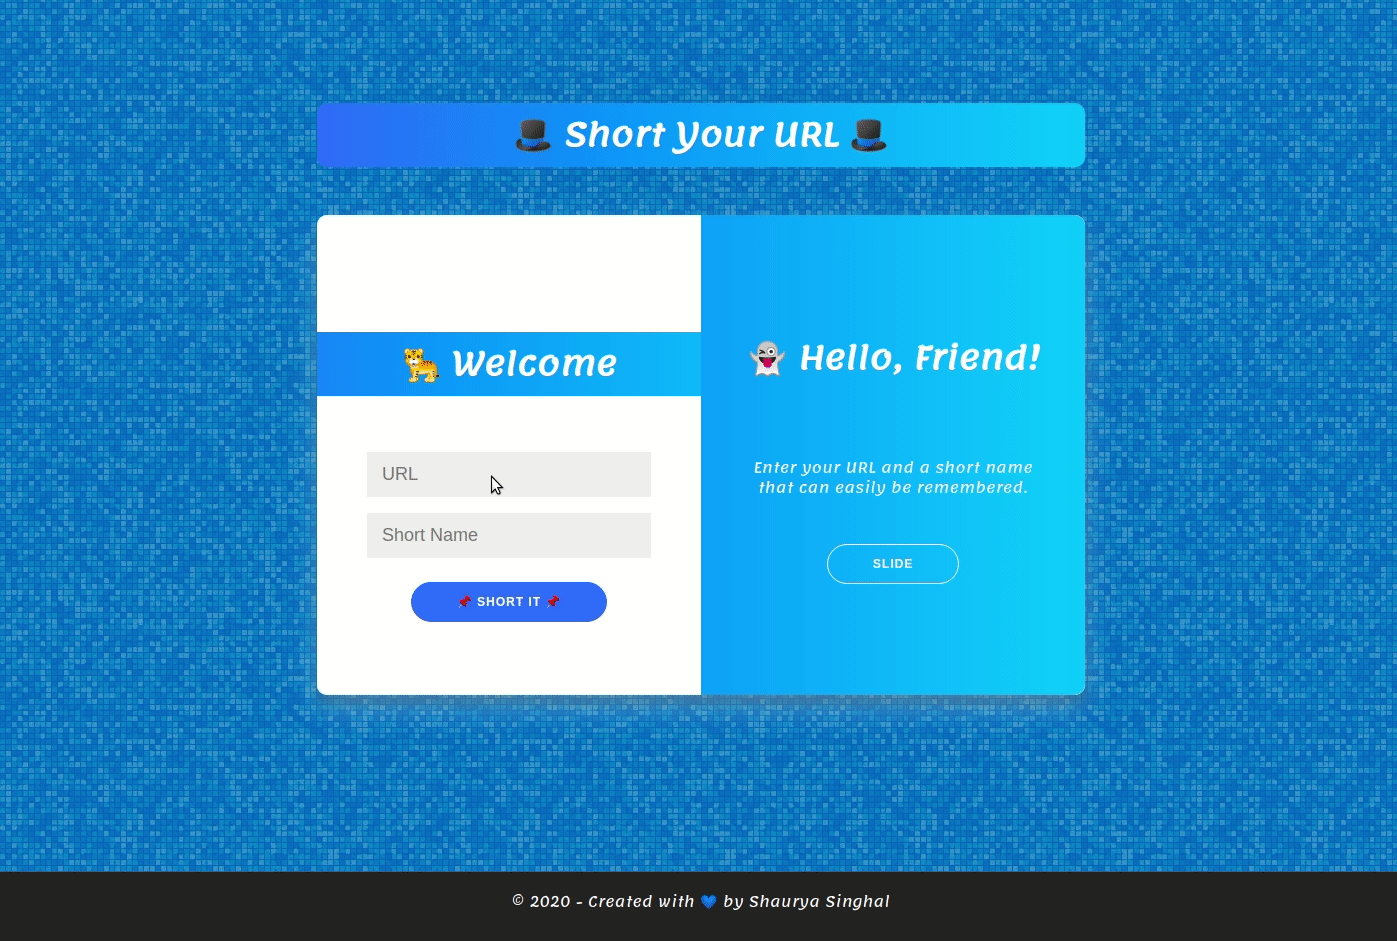 🎩 Short Your URL 🎩
🐯 Welcome
URL
Short Name
📌 SHORT IT 📌
👻 Hello, Friend!
Enter your URL and a short name
that can easily be remembered.
SLIDE
© 2020 - Created with 💙 by Shaurya Singhal